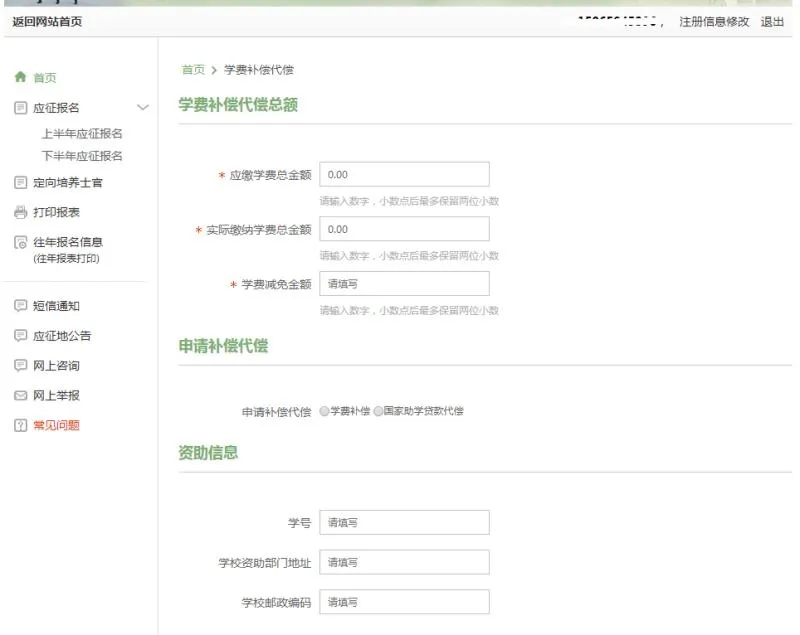 返回网站首页
注册信息修改 退出
首页
应征报名
上半年应征报名
下半年应征报名
定向培养士官
打印报表
往年报名信息
(往年报表打印)
短信通知
应征地公告
网上咨询
网上举报
常见问题
首页 > 学费补偿代偿
学费补偿代偿总额
* 应缴学费总金额 0.00
请输入数字，小数点后最多保留两位小数
* 实际缴纳学费总金额 0.00
请输入数字，小数点后最多保留两位小数
* 学费减免金额 请填写
请输入数字，小数点后最多保留两位小数
申请补偿代偿
申请补偿代偿 学费补偿 国家助学贷款代偿
资助信息
学号 请填写
学校资助部门地址 请填写
学校邮政编码 请填写